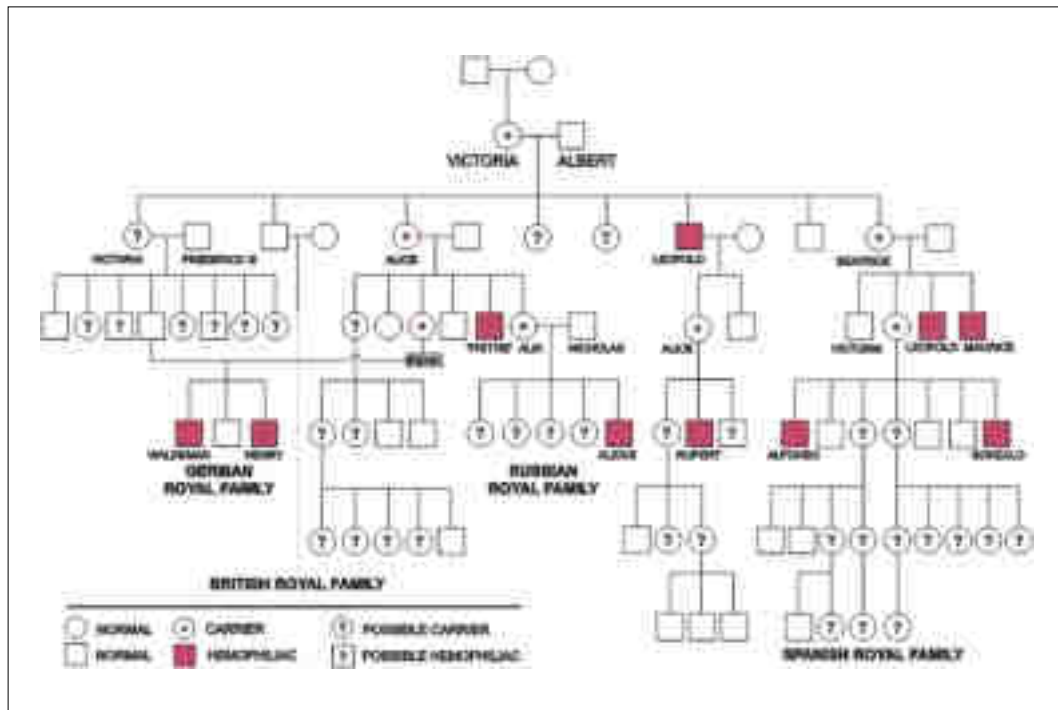 VICTORIA ALBERT
VICTORIA FREDERICK III ALICE LEOPOLD BEATRICE
? ? ?
? ? ? ? ? ? ?
"FRITTIE" ALIX NICHOLAS ALICE VICTORIA LEOPOLD MAURICE
IRENE
? ? ? ? ? ? ? ? ? ? ?
WALDEMAR HENRY ALEXIS RUPERT ALFONSO GONZALO
GERMAN
ROYAL FAMILY
RUSSIAN
ROYAL FAMILY
? ? ? ? ? ? ? ? ? ? ? ? ?
BRITISH ROYAL FAMILY
NORMAL CARRIER ? POSSIBLE CARRIER
NORMAL HEMOPHILIAC ? POSSIBLE HEMOPHILIAC
? ? ?
SPANISH ROYAL FAMILY